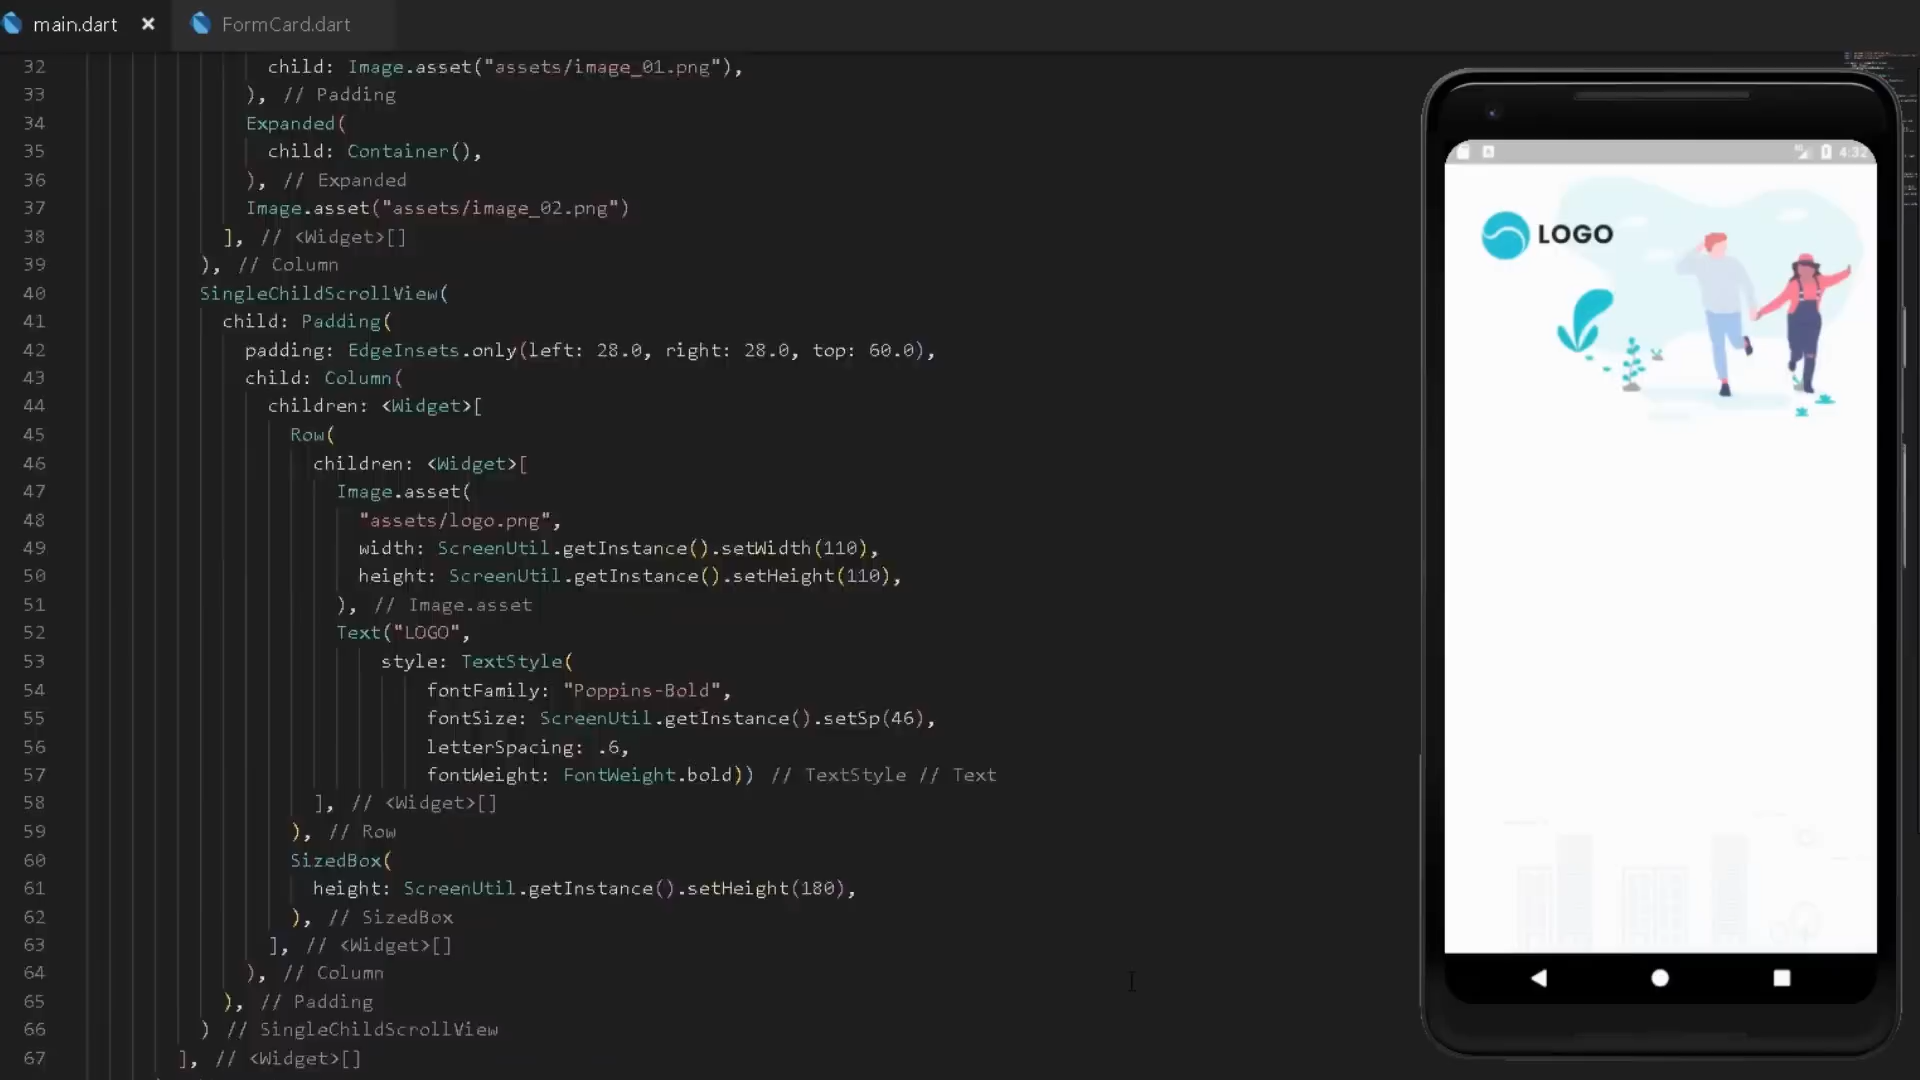 main.dart × FormCard.dart
32 child: Image.asset("assets/image_01.png"),
33 ), // Padding
34 Expanded(
35 child: Container(),
36 ), // Expanded
37 Image.asset("assets/image_02.png")
38 ], // <Widget>[]
39 ), // Column
40 SingleChildScrollView(
41 child: Padding(
42 padding: EdgeInsets.only(left: 28.0, right: 28.0, top: 60.0),
43 child: Column(
44 children: <Widget>[
45 Row(
46 children: <Widget>[
47 Image.asset(
48 "assets/logo.png",
49 width: ScreenUtil.getInstance().setWidth(110),
50 height: ScreenUtil.getInstance().setHeight(110),
51 ), // Image.asset
52 Text("LOGO",
53 style: TextStyle(
54 fontFamily: "Poppins-Bold",
55 fontSize: ScreenUtil.getInstance().setSp(46),
56 letterSpacing: .6,
57 fontWeight: FontWeight.bold)) // TextStyle // Text
58 ], // <Widget>[]
59 ), // Row
60 SizedBox(
61 height: ScreenUtil.getInstance().setHeight(180),
62 ), // SizedBox
63 ], // <Widget>[]
64 ), // Column
65 ), // Padding
66 ) // SingleChildScrollView
67 ], // <Widget>[]
4:32
LOGO